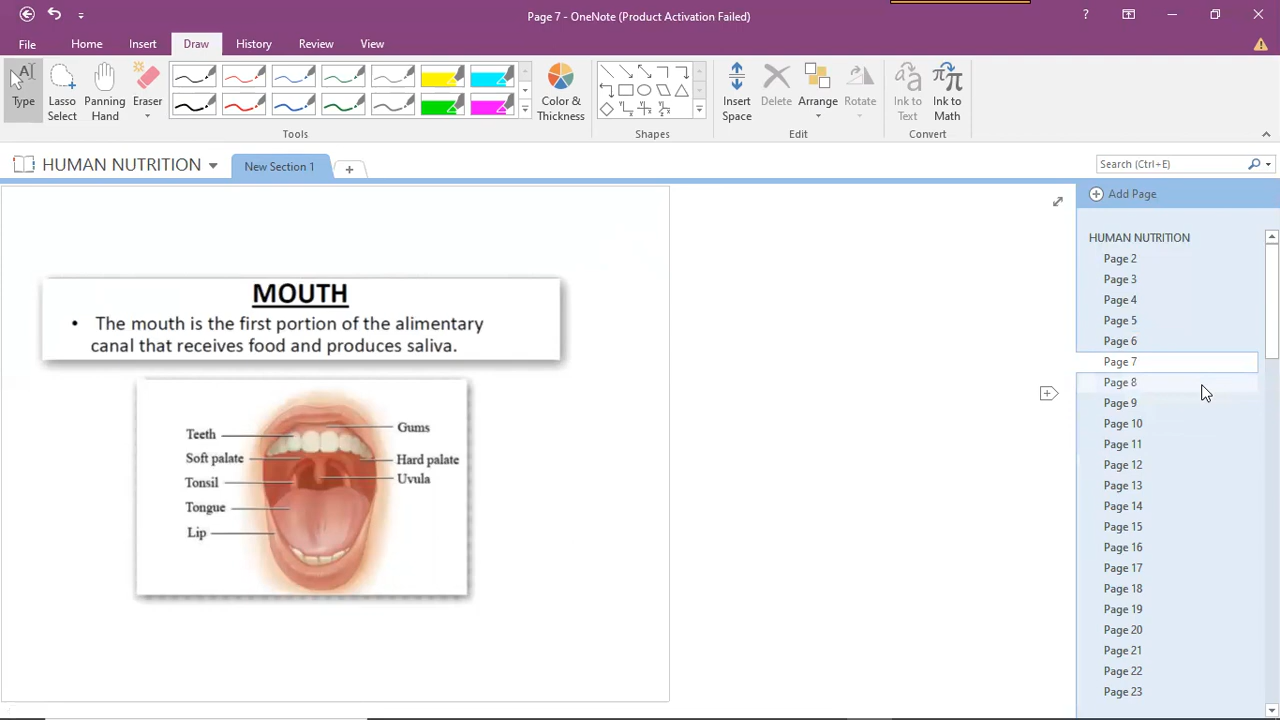 Page 7 - OneNote (Product Activation Failed)
?
File Home Insert Draw History Review View
Type
Lasso Select
Panning Hand
Eraser
Color & Thickness
Insert Space
Delete
Arrange
Rotate
Ink to Text
Ink to Math
Tools
Shapes
Edit
Convert
HUMAN NUTRITION
New Section 1
+
Search (Ctrl+E)
Add Page
MOUTH
• The mouth is the first portion of the alimentary
canal that receives food and produces saliva.
Teeth
Soft palate
Tonsil
Tongue
Lip
Gums
Hard palate
Uvula
HUMAN NUTRITION
Page 2
Page 3
Page 4
Page 5
Page 6
Page 7
Page 8
Page 9
Page 10
Page 11
Page 12
Page 13
Page 14
Page 15
Page 16
Page 17
Page 18
Page 19
Page 20
Page 21
Page 22
Page 23